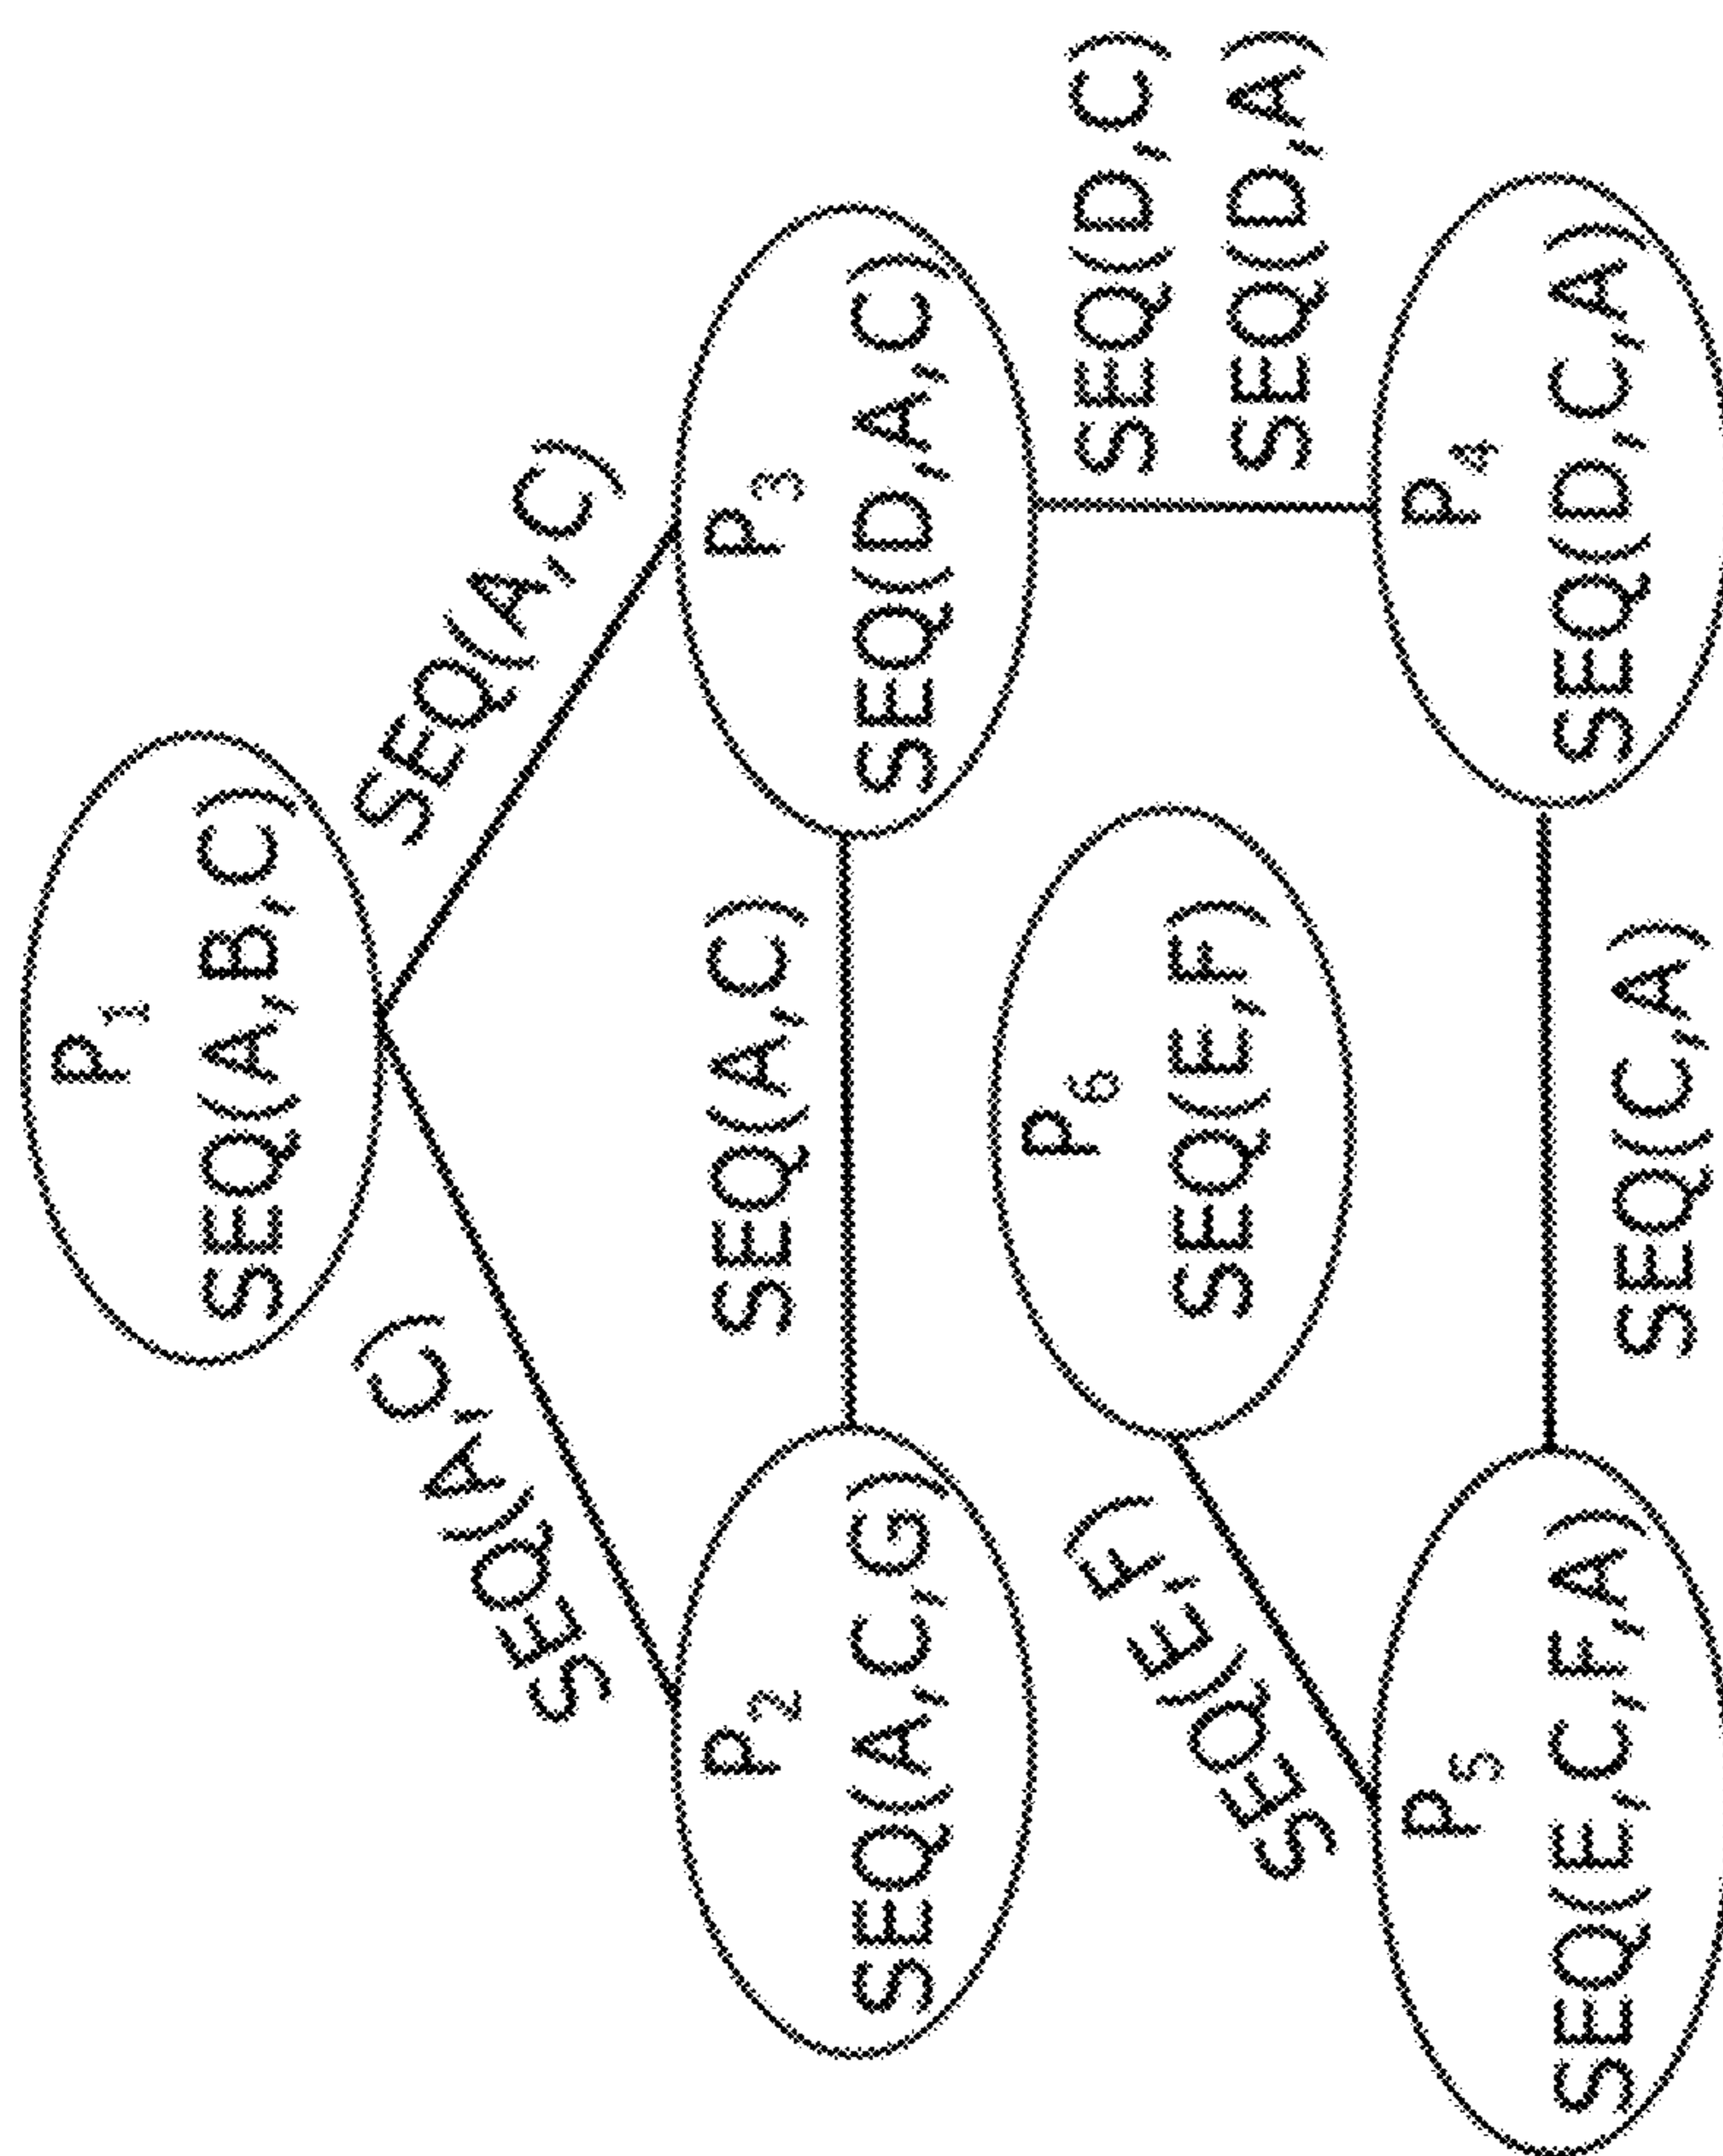 P1
SEQ(A,B,C)
SEQ(A,C)
SEQ(A,C)
P2
SEQ(A,C,G)
SEQ(A,C)
P3
SEQ(D,A,C)
SEQ(E,F)
P6
SEQ(E,F)
SEQ(D,C)
SEQ(D,A)
P5
SEQ(E,C,F,A)
SEQ(C,A)
P4
SEQ(D,C,A)